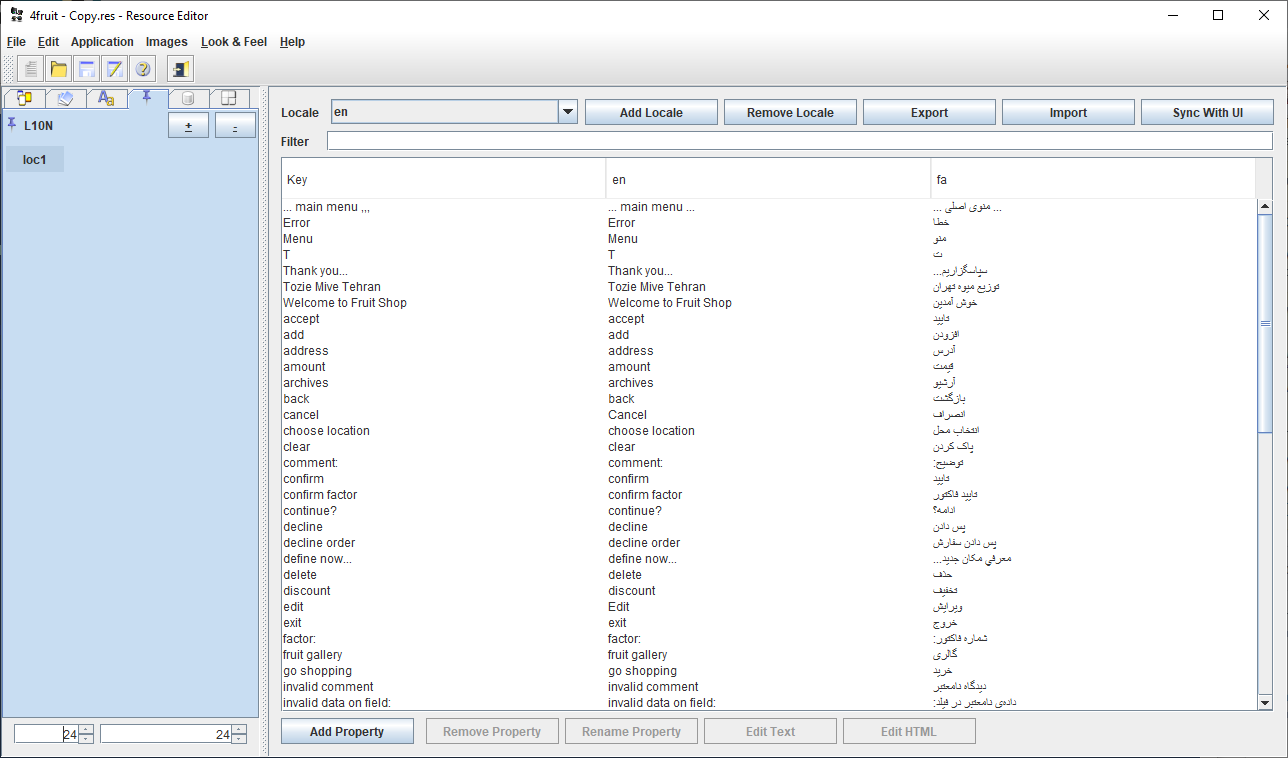 4fruit - Copy.res - Resource Editor
File Edit Application Images Look & Feel Help
L10N + -
loc1
24 24
Locale en Add Locale Remove Locale Export Import Sync With UI
Filter
Key en fa
... main menu ,,, ... main menu ... ... منوی اصلی ...
Error Error خطا
Menu Menu منو
T T ت
Thank you... Thank you... سپاسگزاریم...
Tozie Mive Tehran Tozie Mive Tehran توزیع میوه تهران
Welcome to Fruit Shop Welcome to Fruit Shop خوش آمدین
accept accept تایید
add add افزودن
address address آدرس
amount amount قیمت
archives archives آرشیو
back back بازگشت
cancel Cancel انصراف
choose location choose location انتخاب محل
clear clear پاک کردن
comment: comment: توضیح:
confirm confirm تایید
confirm factor confirm factor تایید فاکتور
continue? continue? ادامه؟
decline decline پس دادن
decline order decline order پس دادن سفارش
define now... define now... معرفي مکان جدید...
delete delete حذف
discount discount تخفیف
edit Edit ویرایش
exit exit خروج
factor: factor: شماره فاکتور:
fruit gallery fruit gallery گالری
go shopping go shopping خرید
invalid comment invalid comment دیدگاه نامعتبر
invalid data on field: invalid data on field: داده‌ی نامعتبر در فیلد:
Add Property Remove Property Rename Property Edit Text Edit HTML